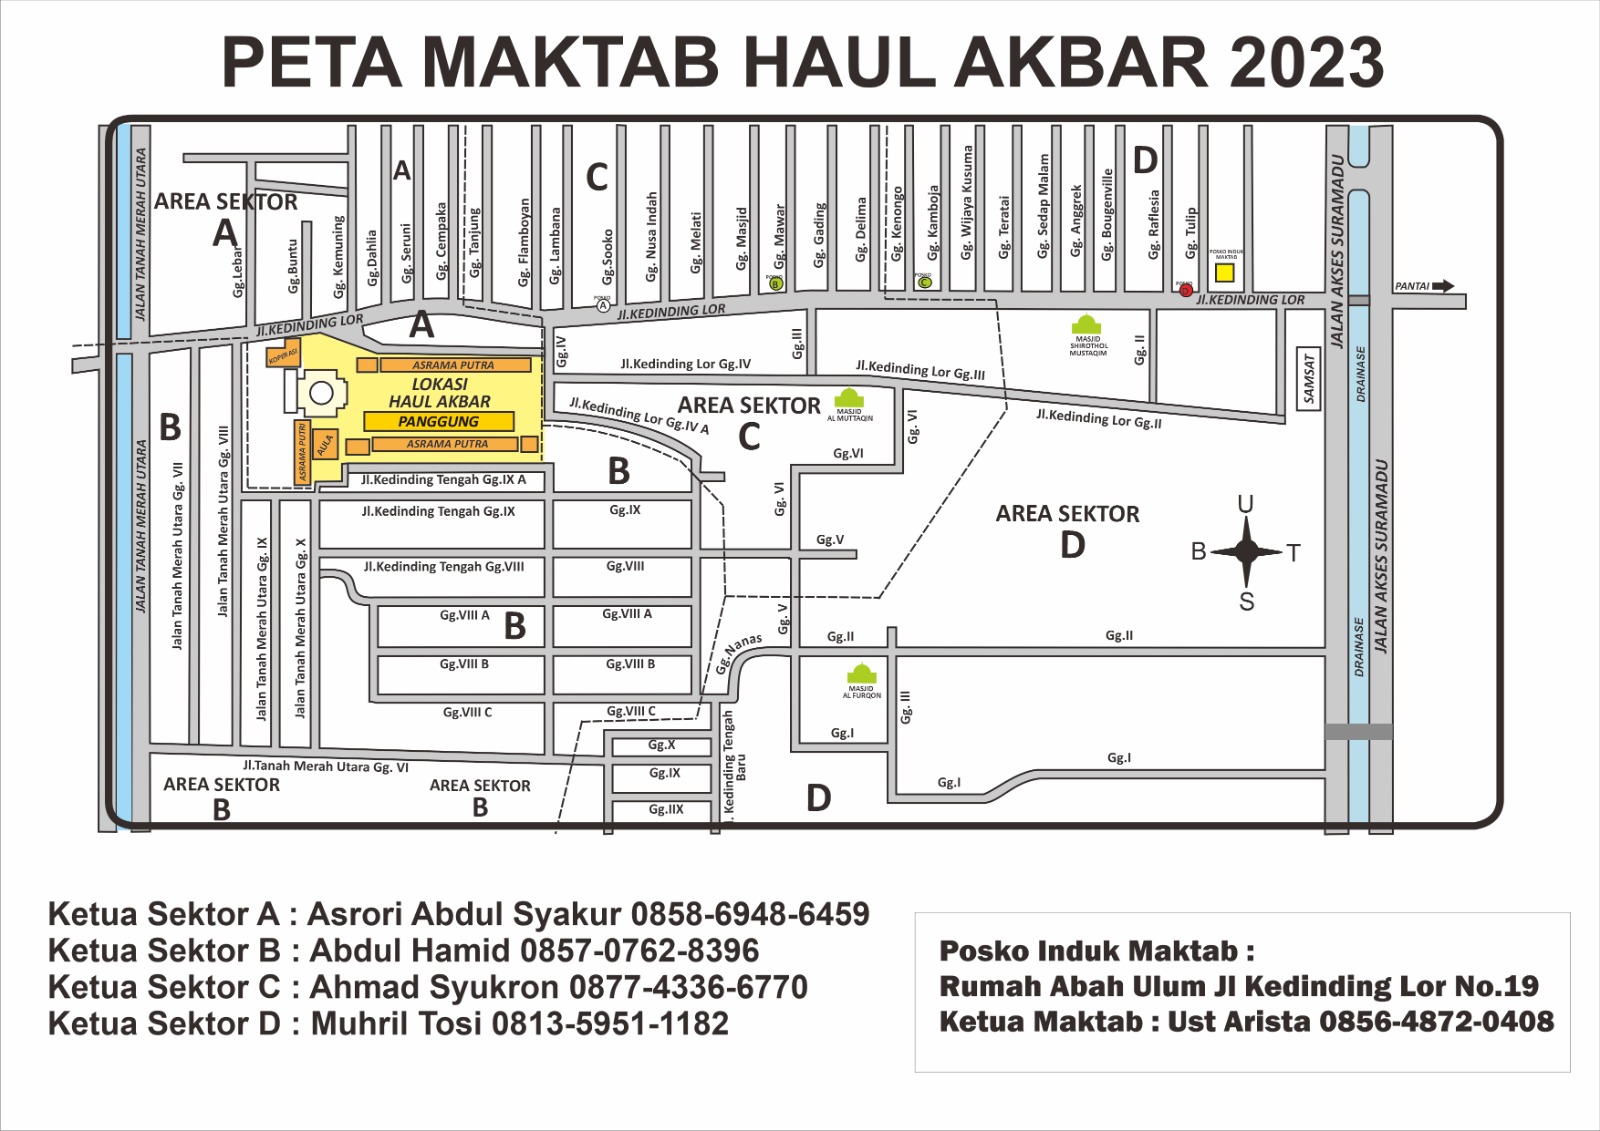 PETA MAKTAB HAUL AKBAR 2023
JALAN TANAH MERAH UTARA
AREA SEKTOR
A
Gg.Lebar
Gg.Buntu
Gg. Kemuning
Gg.Dahlia
A
Gg. Seruni
Gg. Cempaka
Gg. Tanjung
Gg. Flamboyan
Gg. Lambana
C
Gg.Sooko
Gg. Nusa Indah
Gg. Melati
Gg. Masjid
Gg. Mawar
Gg. Gading
Gg. Delima
Gg. Kenongo
Gg. Kamboja
Gg. Wijaya Kusuma
Gg. Teratai
Gg. Sedap Malam
Gg. Anggrek
Gg. Bougenville
D
Gg. Raflesia
Gg. Tulip
POSKO INDUK
MAKTAB
JALAN AKSES SURAMADU
POSKO
A
POSKO
B
POSKO
C
POSKO
D
Jl.KEDINDING LOR
Jl.KEDINDING LOR
Jl.KEDINDING LOR
PANTAI
A
KOPERASI
ASRAMA PUTRA
LOKASI
HAUL AKBAR
PANGGUNG
ASRAMA PUTRA
ASRAMA PUTRI
AULA
Gg.IV
Gg.III
Gg. II
MASJID
SHIROTHOL
MUSTAQIM
Jl.Kedinding Lor Gg.IV
Jl.Kedinding Lor Gg.III
Jl.Kedinding Lor Gg.II
SAMSAT
DRAINASE
Jl.Kedinding Lor Gg.IV A
AREA SEKTOR
C
MASJID
AL MUTTAQIN
Gg. VI
Gg.VI
Gg. VI
B
JALAN TANAH MERAH UTARA
Jalan Tanah Merah Utara Gg. VII
Jalan Tanah Merah Utara Gg. VIII
Jalan Tanah Merah Utara Gg. IX
Jalan Tanah Merah Utara Gg. X
B
Jl.Kedinding Tengah Gg.IX A
Jl.Kedinding Tengah Gg.IX
Gg.IX
Jl.Kedinding Tengah Gg.VIII
Gg.VIII
Gg.V
Gg. V
AREA SEKTOR
D
U
B
T
S
JALAN AKSES SURAMADU
Gg.VIII A
B
Gg.VIII A
Gg.VIII B
Gg.VIII B
Gg.Nanas
Gg.II
Gg.II
DRAINASE
MASJID
AL FURQON
Gg. III
Gg.VIII C
Gg.VIII C
Jl.Tanah Merah Utara Gg. VI
Gg.X
Gg.IX
Gg.IIX
. Kedinding Tengah
Baru
Gg.I
Gg.I
Gg.I
D
AREA SEKTOR
B
AREA SEKTOR
B
Ketua Sektor A : Asrori Abdul Syakur 0858-6948-6459
Ketua Sektor B : Abdul Hamid 0857-0762-8396
Ketua Sektor C : Ahmad Syukron 0877-4336-6770
Ketua Sektor D : Muhril Tosi 0813-5951-1182
Posko Induk Maktab :
Rumah Abah Ulum Jl Kedinding Lor No.19
Ketua Maktab : Ust Arista 0856-4872-0408